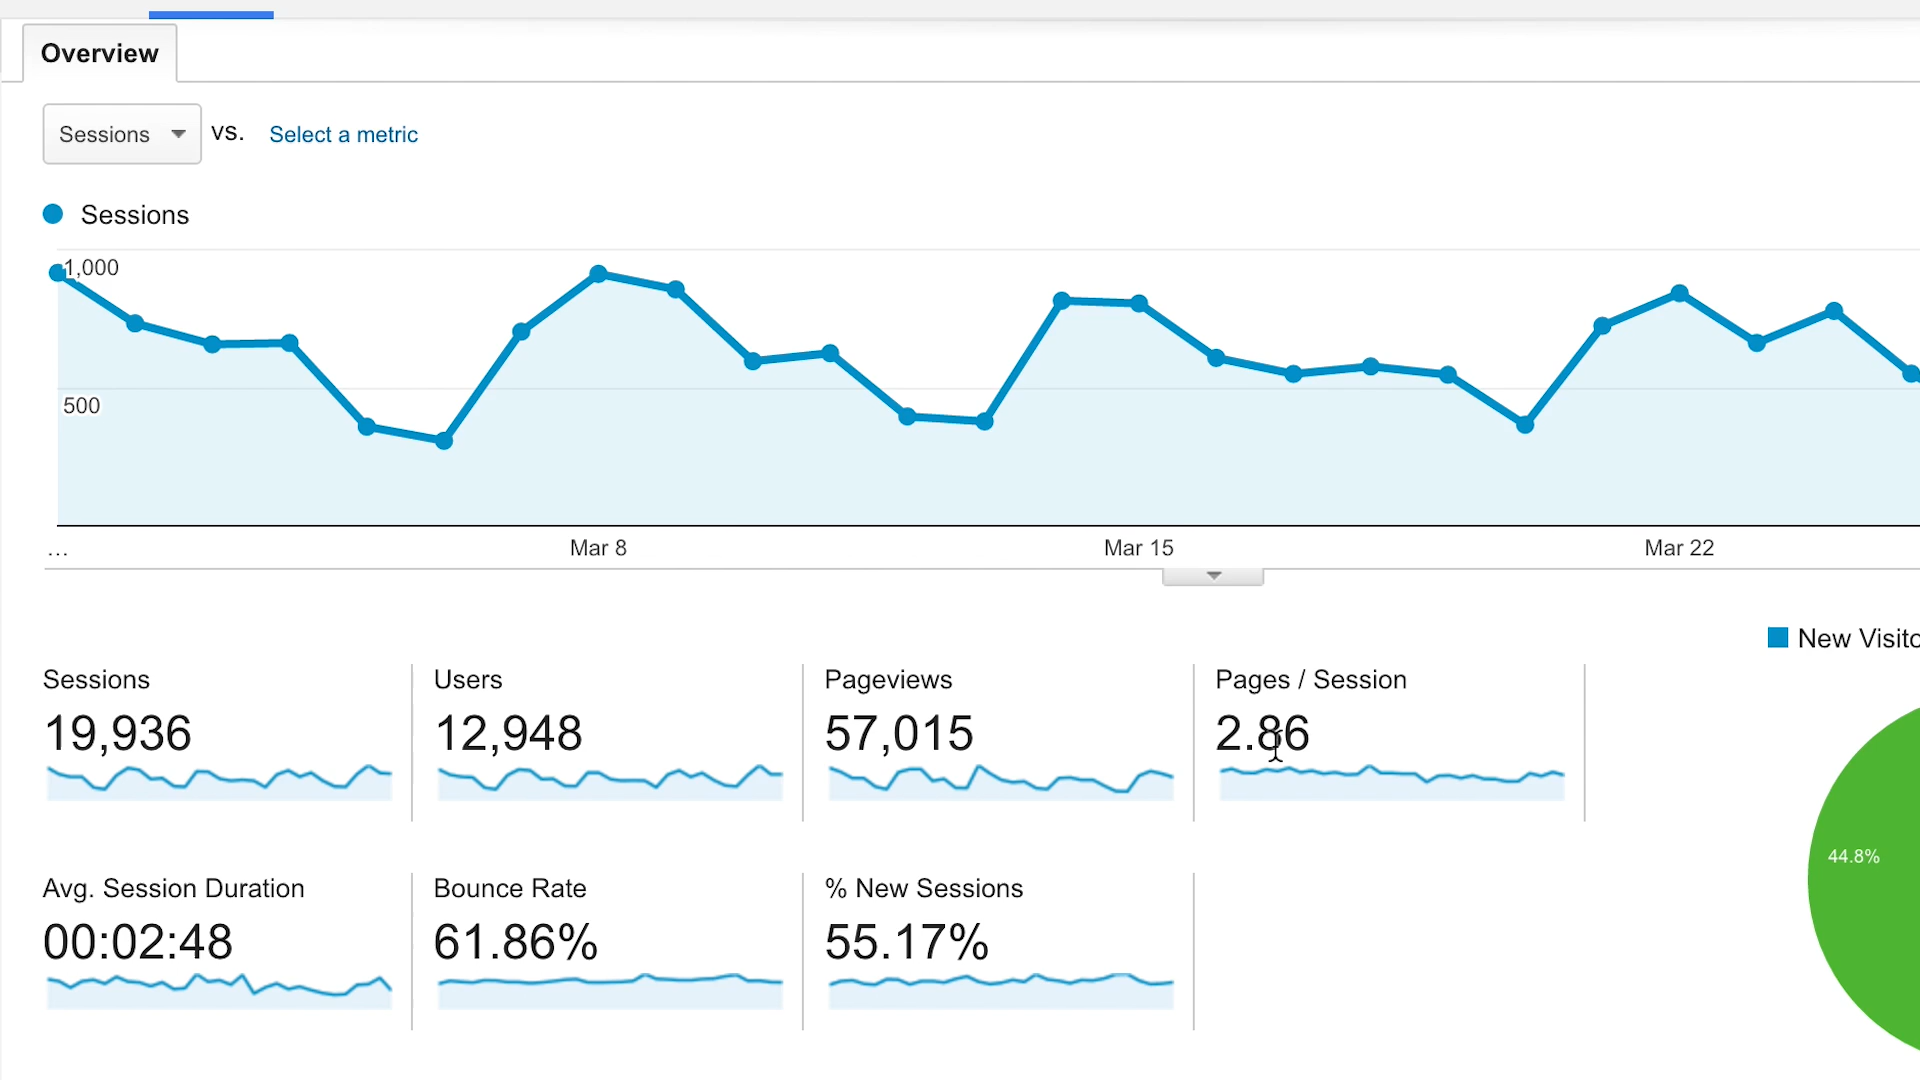 Overview
Sessions vs. Select a metric
Sessions
1,000
500
... Mar 8 Mar 15 Mar 22
New Visito
Sessions Users Pageviews Pages / Session
19,936 12,948 57,015 2.86
44.8%
Avg. Session Duration Bounce Rate % New Sessions
00:02:48 61.86% 55.17%